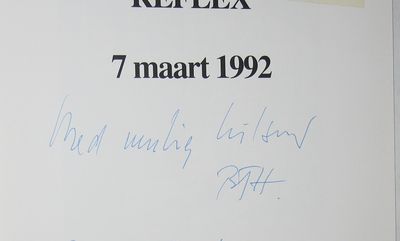 REFLEX
7 maart 1992
Med venlig hilsen